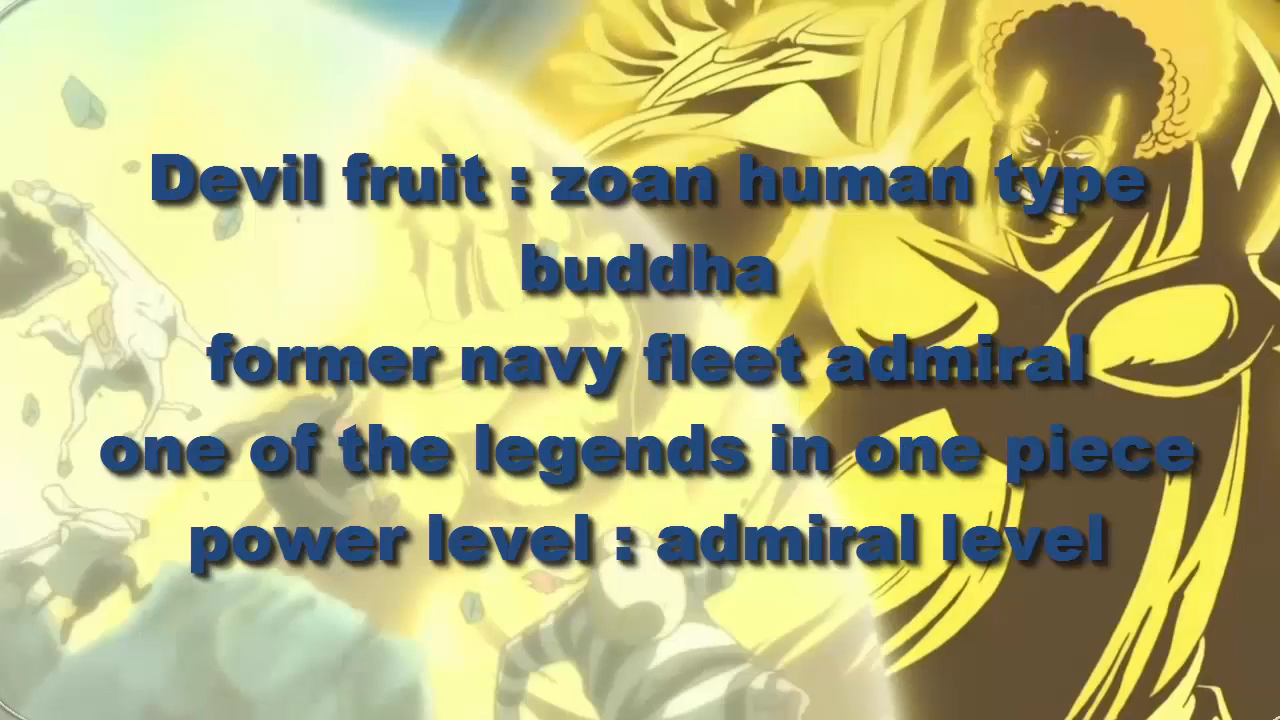 Devil fruit : zoan human type
buddha
former navy fleet admiral
one of the legends in one piece
power level : admiral level